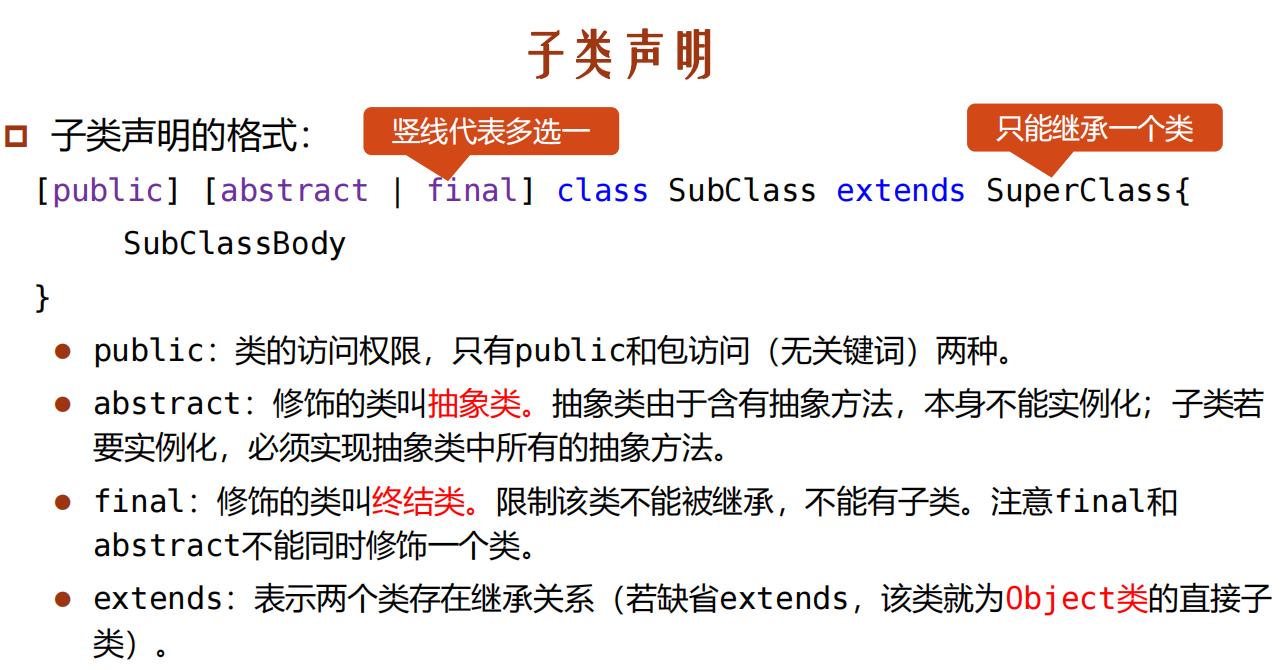 子类声明
子类声明的格式：
竖线代表多选一
只能继承一个类
[public] [abstract | final] class SubClass extends SuperClass{
SubClassBody
}
public：类的访问权限，只有public和包访问（无关键词）两种。
abstract：修饰的类叫抽象类。抽象类由于含有抽象方法，本身不能实例化；子类若
要实例化，必须实现抽象类中所有的抽象方法。
final：修饰的类叫终结类。限制该类不能被继承，不能有子类。注意final和
abstract不能同时修饰一个类。
extends：表示两个类存在继承关系（若缺省extends，该类就为Object类的直接子
类）。